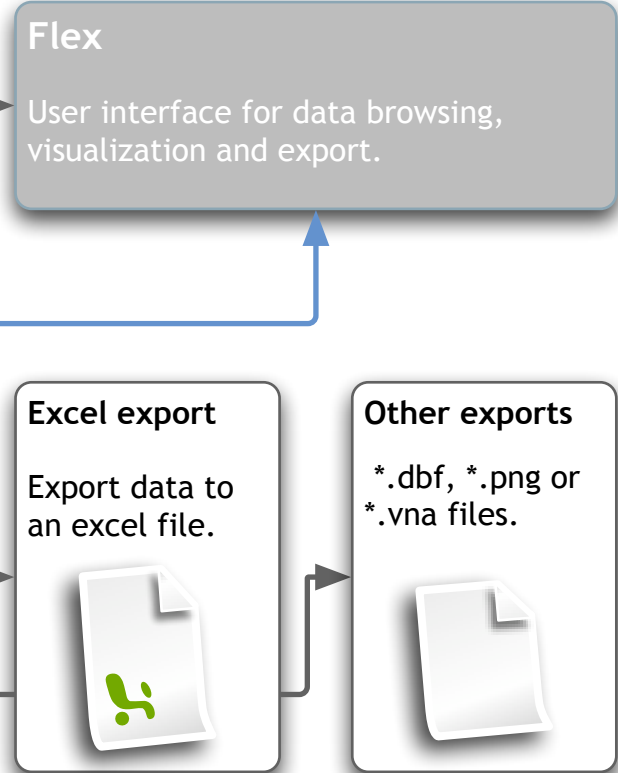 Flex
User interface for data browsing,
visualization and export.
Excel export
Export data to
an excel file.
Other exports
*.dbf, *.png or
*.vna files.